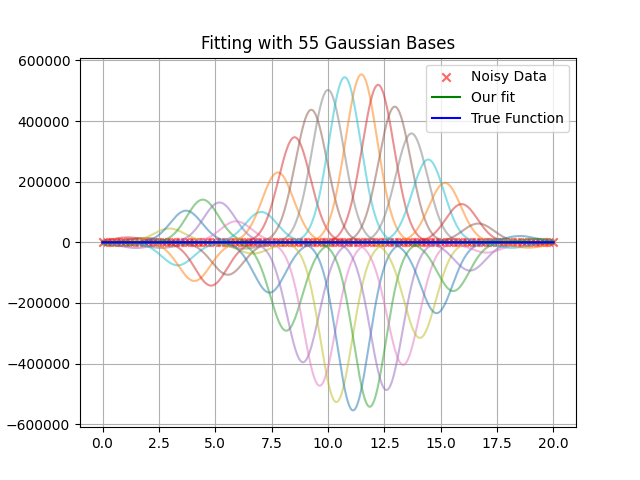 Fitting with 55 Gaussian Bases
600000
400000
200000
0
−200000
−400000
−600000
0.0 2.5 5.0 7.5 10.0 12.5 15.0 17.5 20.0
Noisy Data
Our fit
True Function